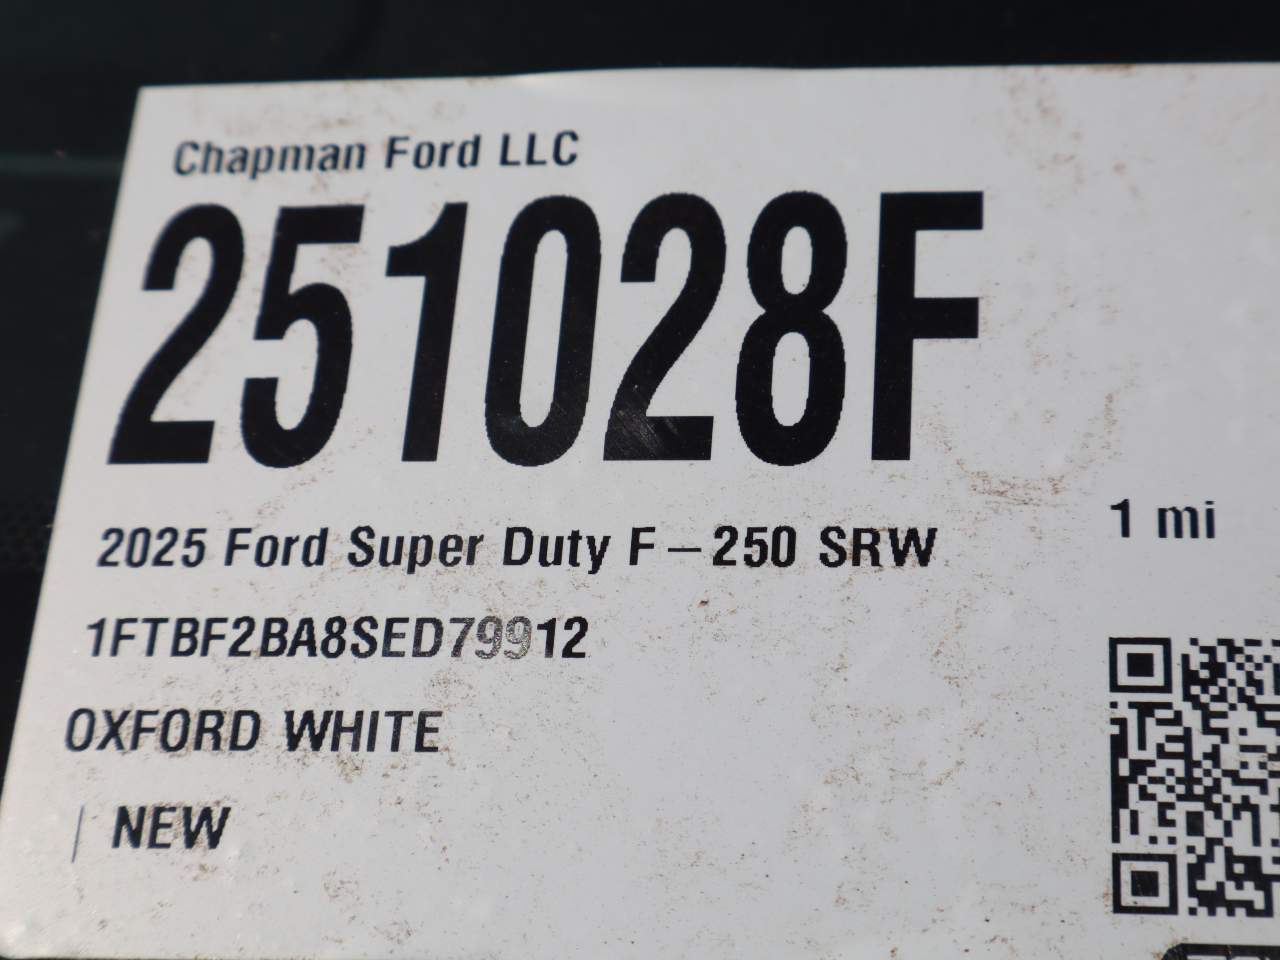 Chapman Ford LLC
251028F
2025 Ford Super Duty F-250 SRW
1 mi
1FTBF2BA8SED79912
OXFORD WHITE
| NEW